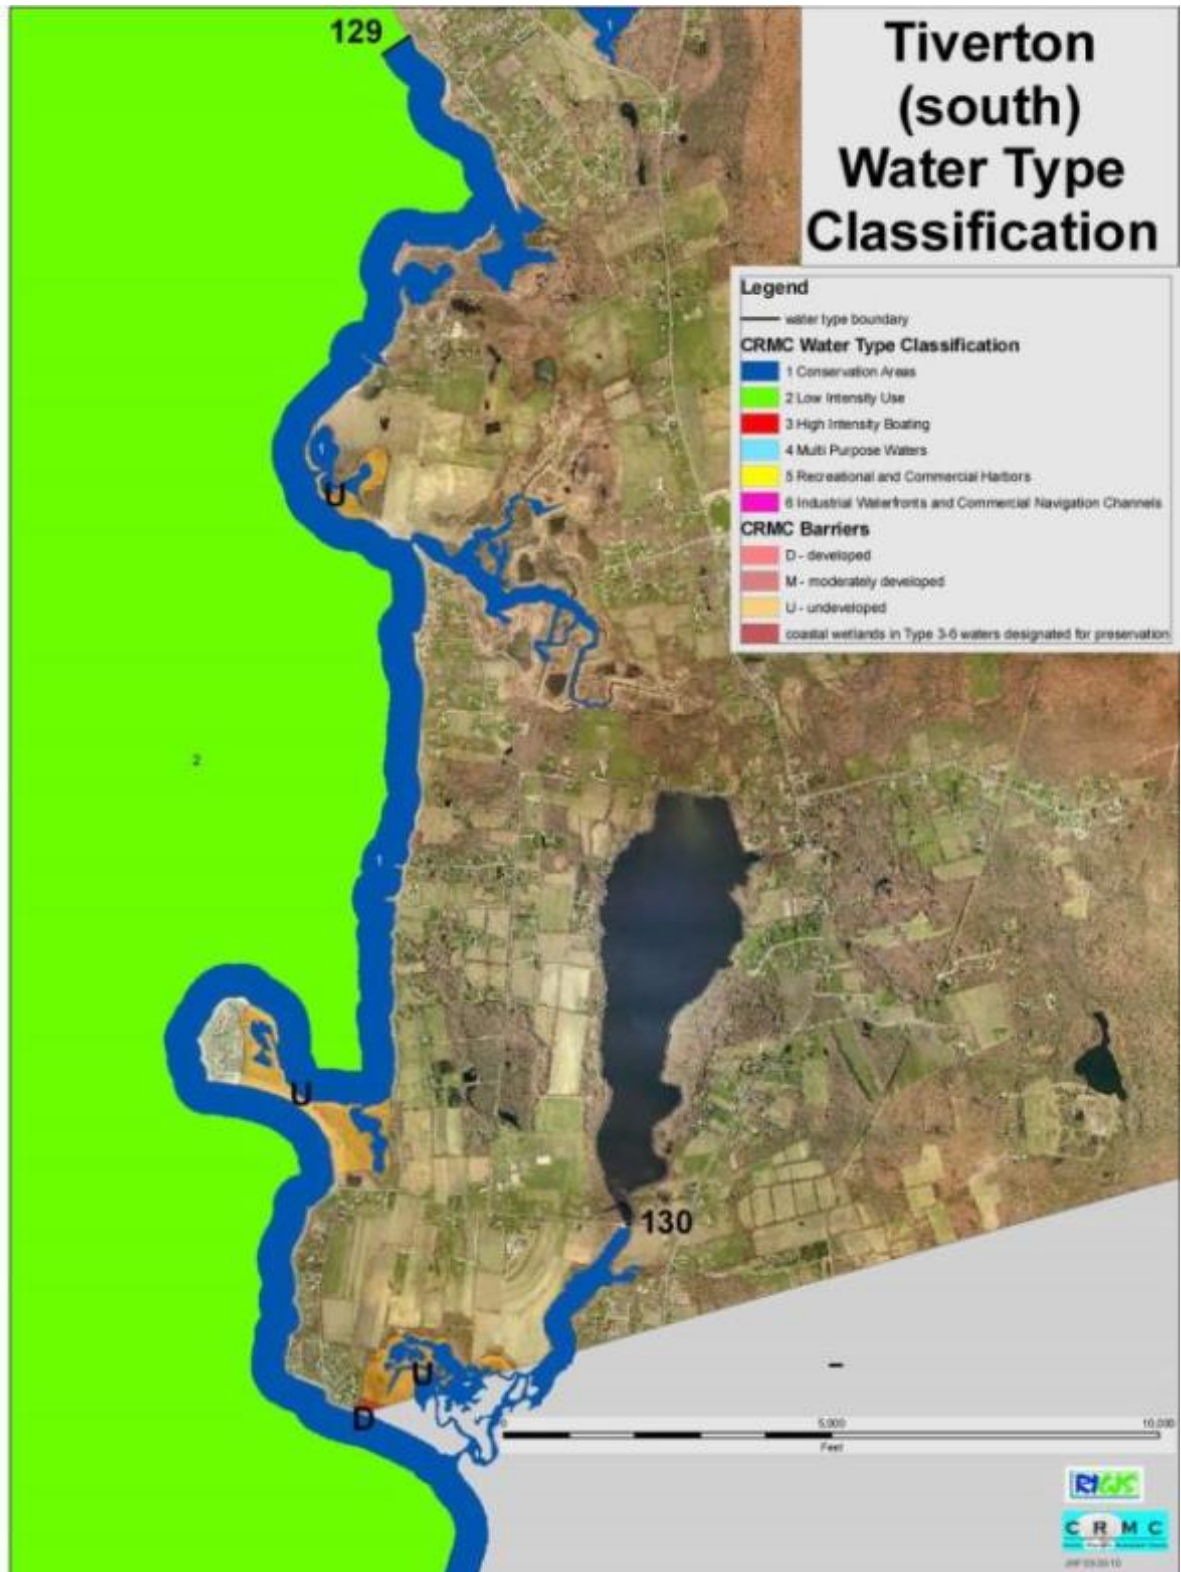 Tiverton
(south)
Water Type
Classification
129
1
Legend
water type boundary
CRMC Water Type Classification
1 Conservation Areas
2 Low Intensity Use
3 High Intensity Boating
4 Multi Purpose Waters
5 Recreational and Commercial Harbors
6 Industrial Waterfronts and Commercial Navigation Channels
CRMC Barriers
D - developed
M - moderately developed
U - undeveloped
coastal wetlands in Type 3-6 waters designated for preservation
U
2
1
U
130
U
D
0 5,000 10,000
Feet
RIGIS
CRMC